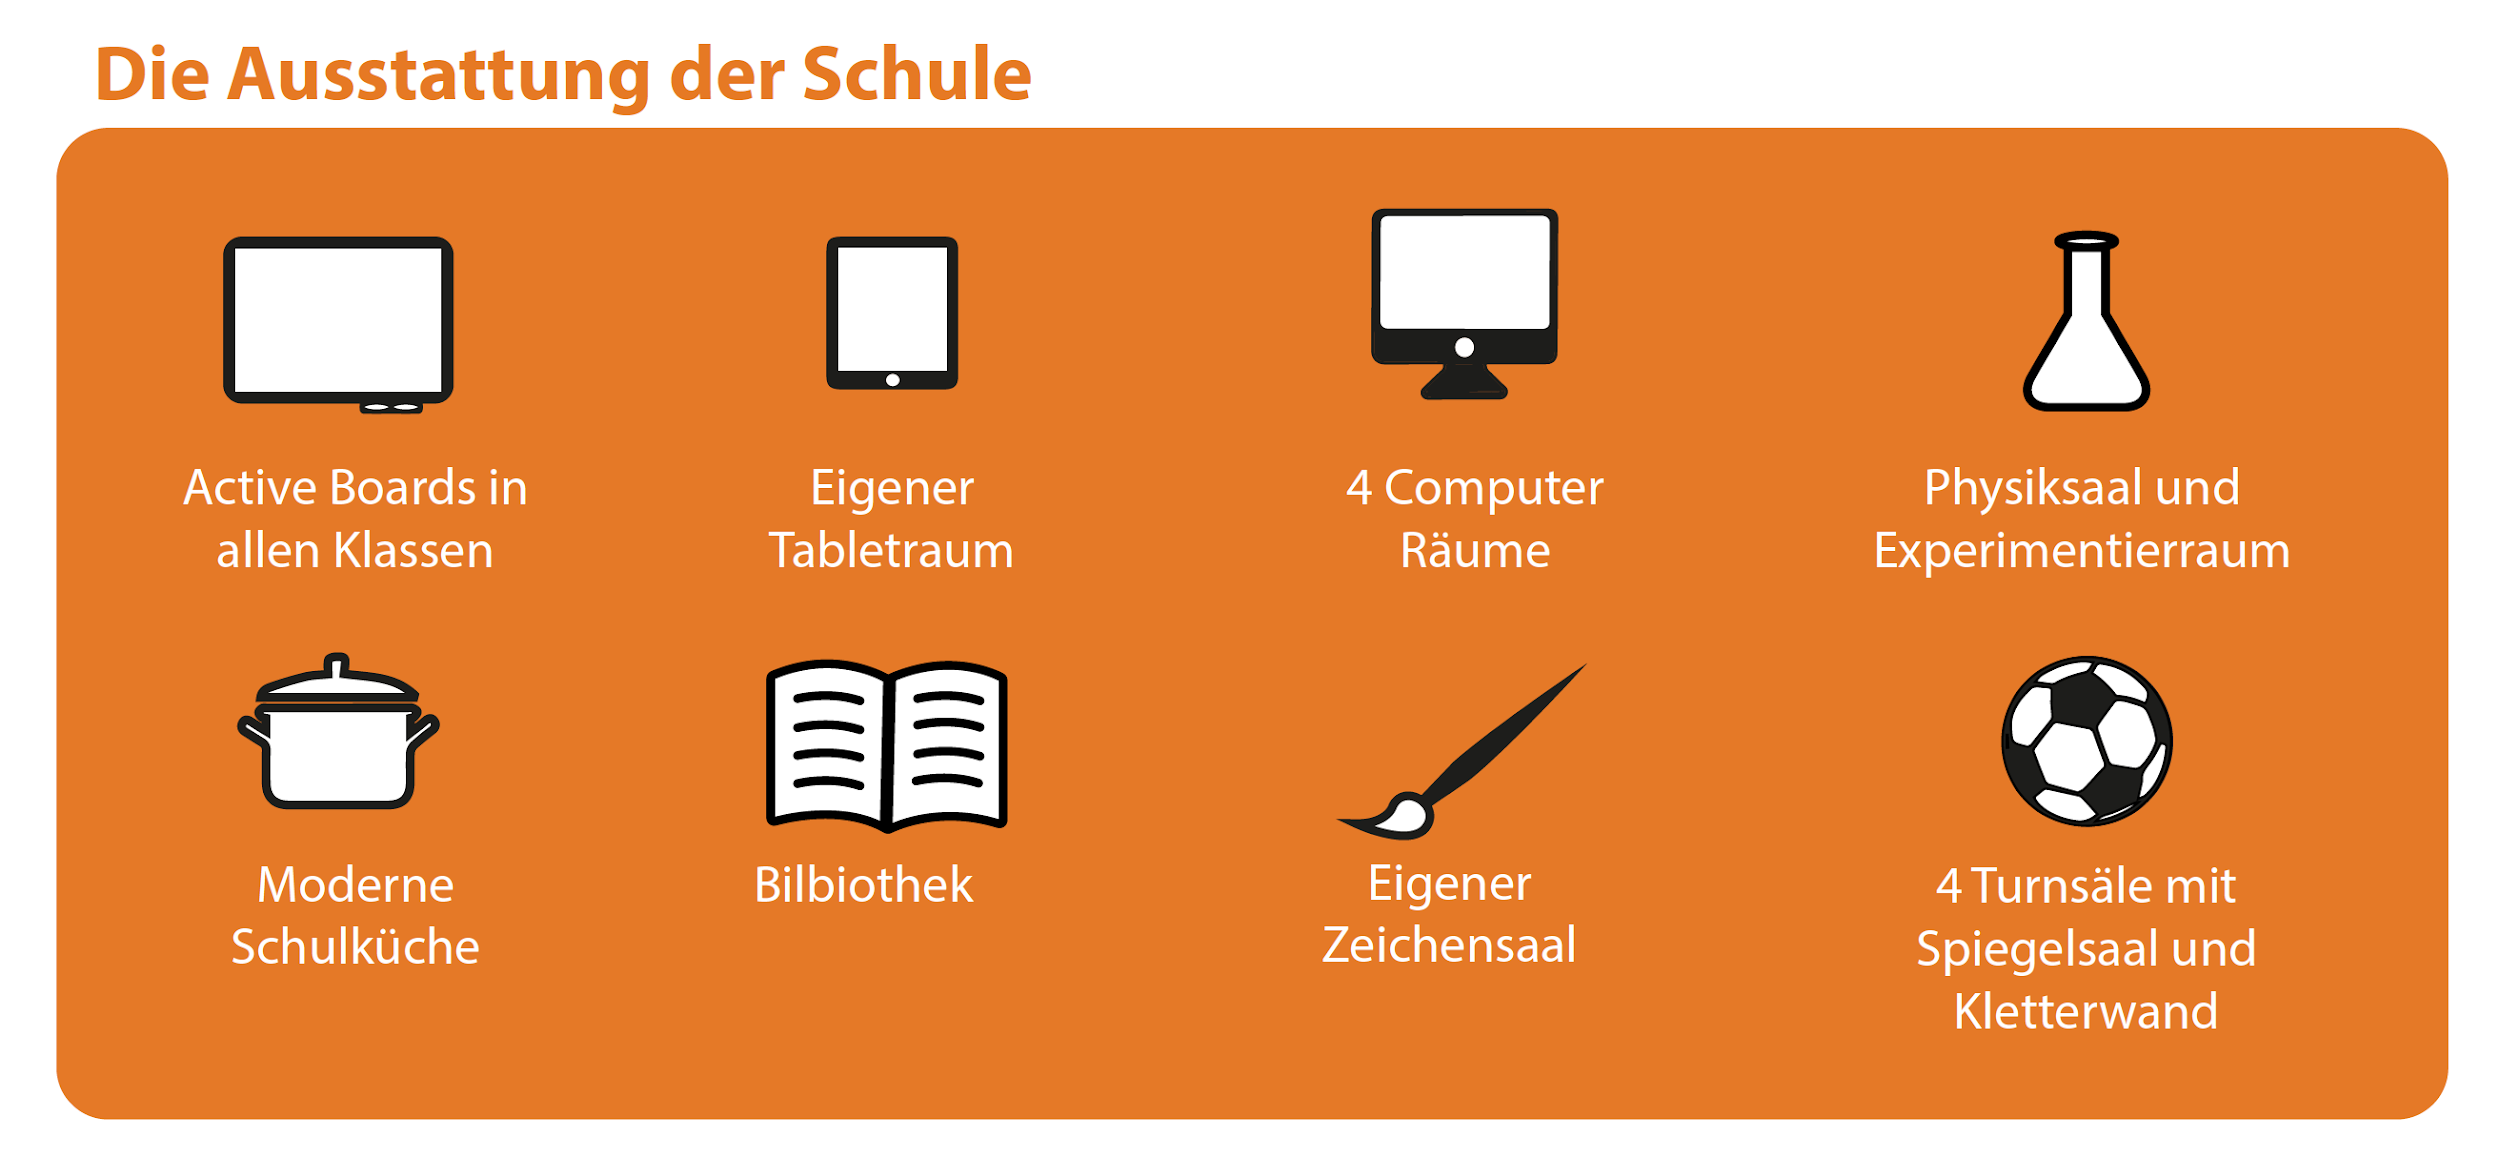 Die Ausstattung der Schule
Active Boards in
allen Klassen
Eigener
Tabletraum
4 Computer
Räume
Physiksaal und
Experimentierraum
Moderne
Schulküche
Bilbiothek
Eigener
Zeichensaal
4 Turnsäle mit
Spiegelsaal und
Kletterwand